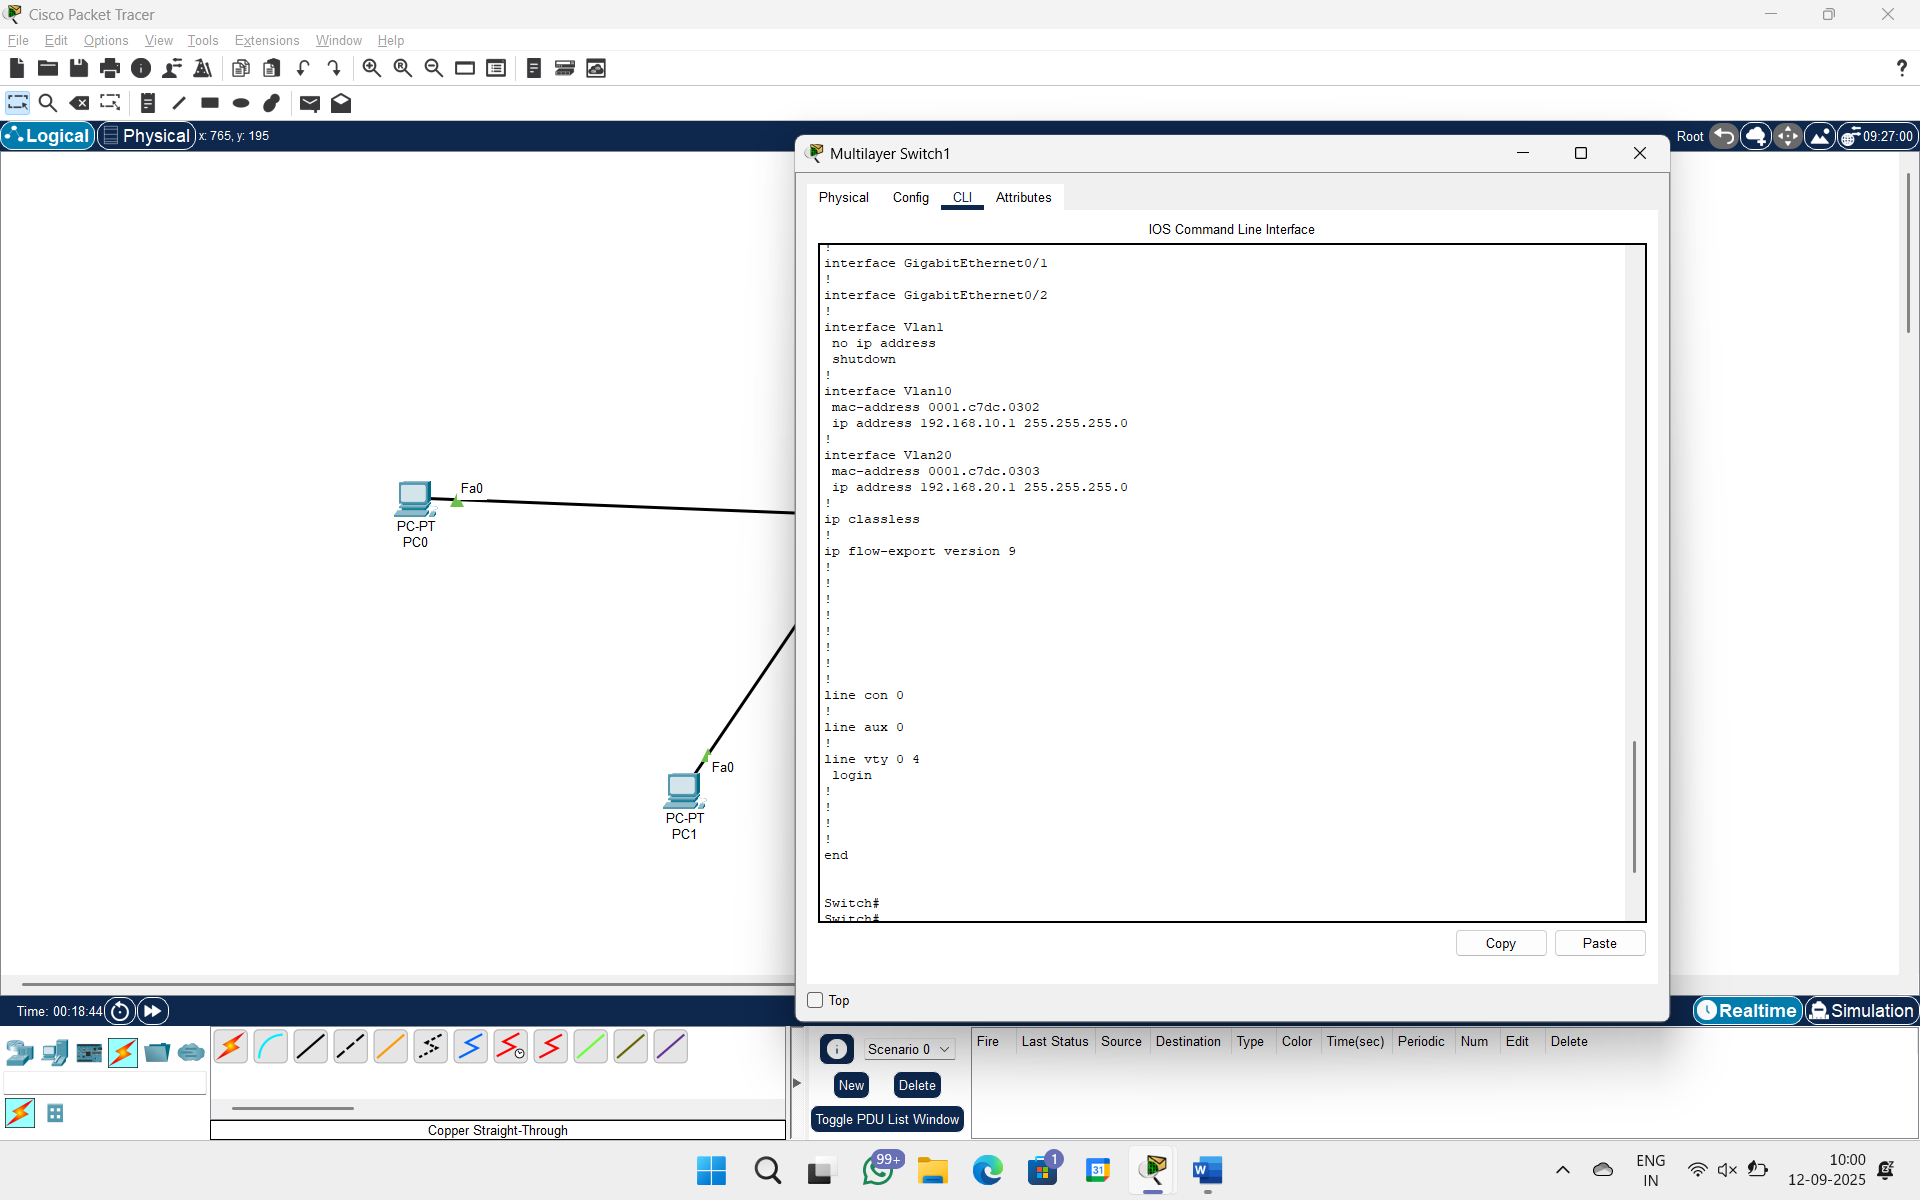 Cisco Packet Tracer
File Edit Options View Tools Extensions Window Help
Logical Physical x: 765, y: 195
Root 09:27:00
Multilayer Switch1
Physical Config CLI Attributes
IOS Command Line Interface
!
interface GigabitEthernet0/1
!
interface GigabitEthernet0/2
!
interface Vlan1
no ip address
shutdown
!
interface Vlan10
mac-address 0001.c7dc.0302
ip address 192.168.10.1 255.255.255.0
!
interface Vlan20
mac-address 0001.c7dc.0303
ip address 192.168.20.1 255.255.255.0
!
ip classless
!
ip flow-export version 9
!
!
!
!
!
!
!
!
line con 0
!
line aux 0
!
line vty 0 4
login
!
!
!
!
end
Switch#
Switch#
Copy Paste
Top
Fa0
PC-PT
PC0
Fa0
PC-PT
PC1
Time: 00:18:44
Realtime Simulation
Scenario 0
New Delete
Toggle PDU List Window
Fire Last Status Source Destination Type Color Time(sec) Periodic Num Edit Delete
Copper Straight-Through
99+
1
31
W
ENG
IN
10:00
12-09-2025